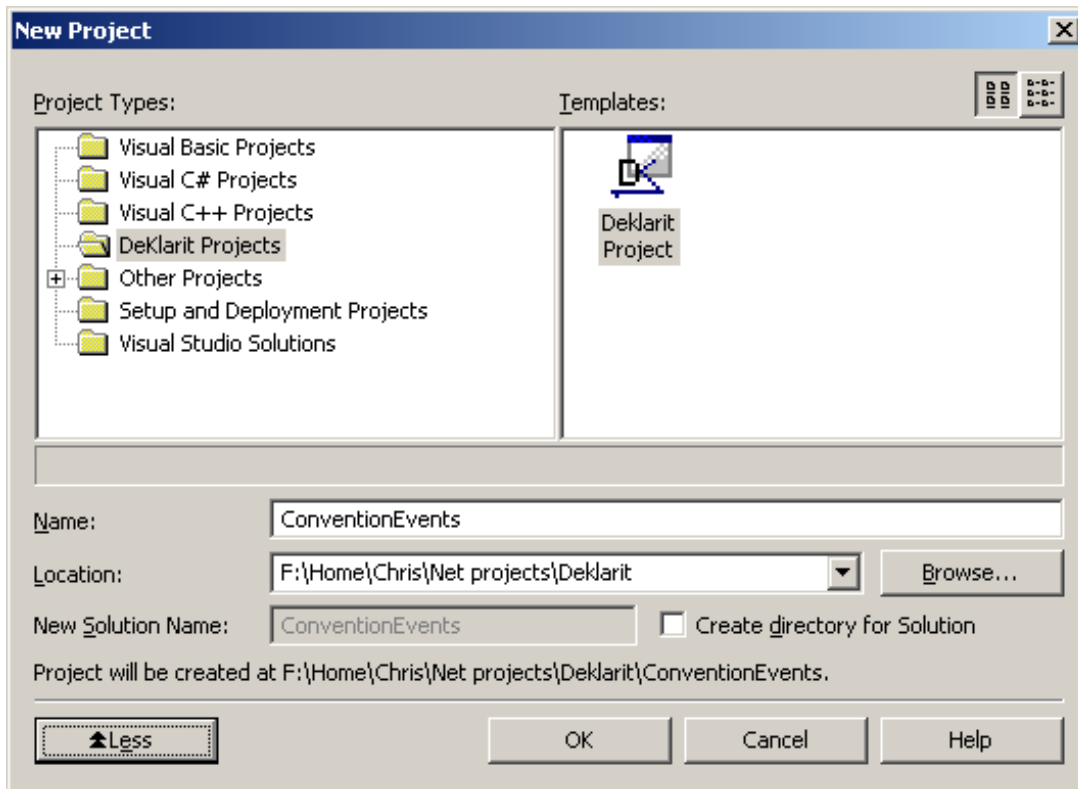 New Project
Project Types:
Templates:
Visual Basic Projects
Visual C# Projects
Visual C++ Projects
DeKlarit Projects
Other Projects
Setup and Deployment Projects
Visual Studio Solutions
Deklarit
Project
Name:
ConventionEvents
Location:
F:\Home\Chris\Net projects\Deklarit
Browse...
New Solution Name:
ConventionEvents
Create directory for Solution
Project will be created at F:\Home\Chris\Net projects\Deklarit\ConventionEvents.
Less
OK
Cancel
Help